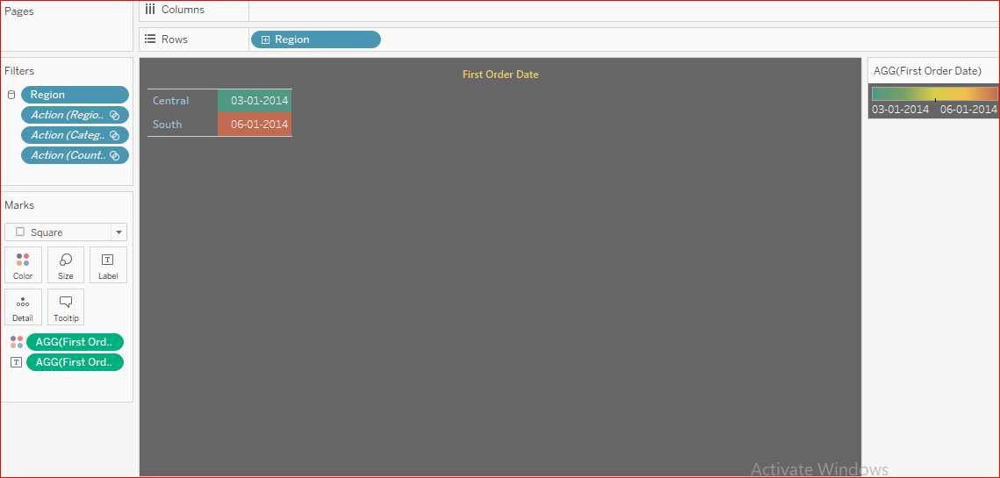 Pages
Columns
Rows
Region
Filters
Region
Action (Regio..
Action (Categ..
Action (Count..
Marks
Square
Color Size Label
Detail Tooltip
AGG(First Ord..
AGG(First Ord..
First Order Date
Central 03-01-2014
South 06-01-2014
AGG(First Order Date)
03-01-2014 06-01-2014
Activate Windows